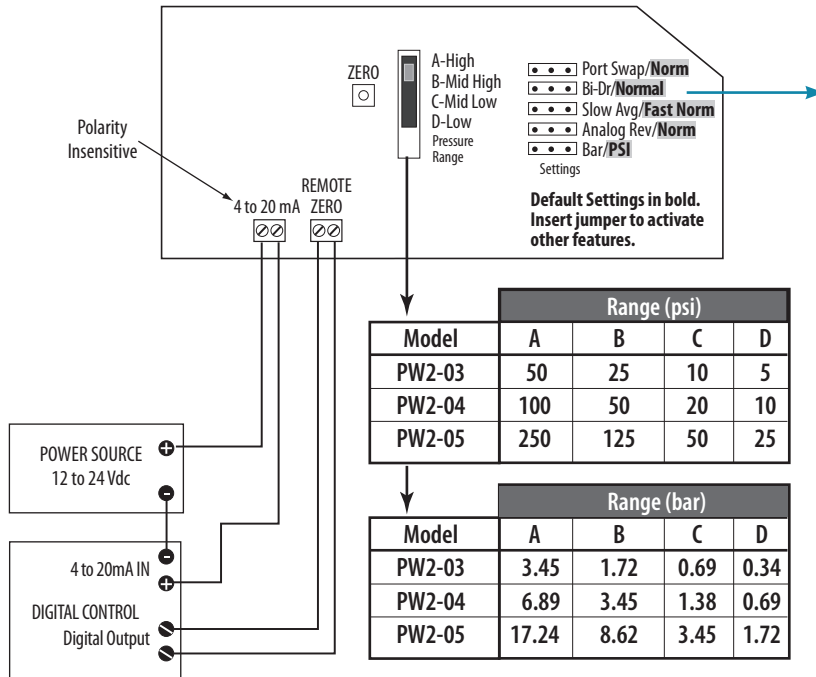 ZERO
A-High
B-Mid High
C-Mid Low
D-Low
Pressure
Range
Port Swap/Norm
Bi-Dr/Normal
Slow Avg/Fast Norm
Analog Rev/Norm
Bar/PSI
Settings
Default Settings in bold.
Insert jumper to activate
other features.
Polarity
Insensitive
4 to 20 mA
REMOTE
ZERO
Range (psi)
Model A B C D
PW2-03 50 25 10 5
PW2-04 100 50 20 10
PW2-05 250 125 50 25
POWER SOURCE
12 to 24 Vdc
+
-
Range (bar)
Model A B C D
PW2-03 3.45 1.72 0.69 0.34
PW2-04 6.89 3.45 1.38 0.69
PW2-05 17.24 8.62 3.45 1.72
-
4 to 20mA IN
+
DIGITAL CONTROL
Digital Output